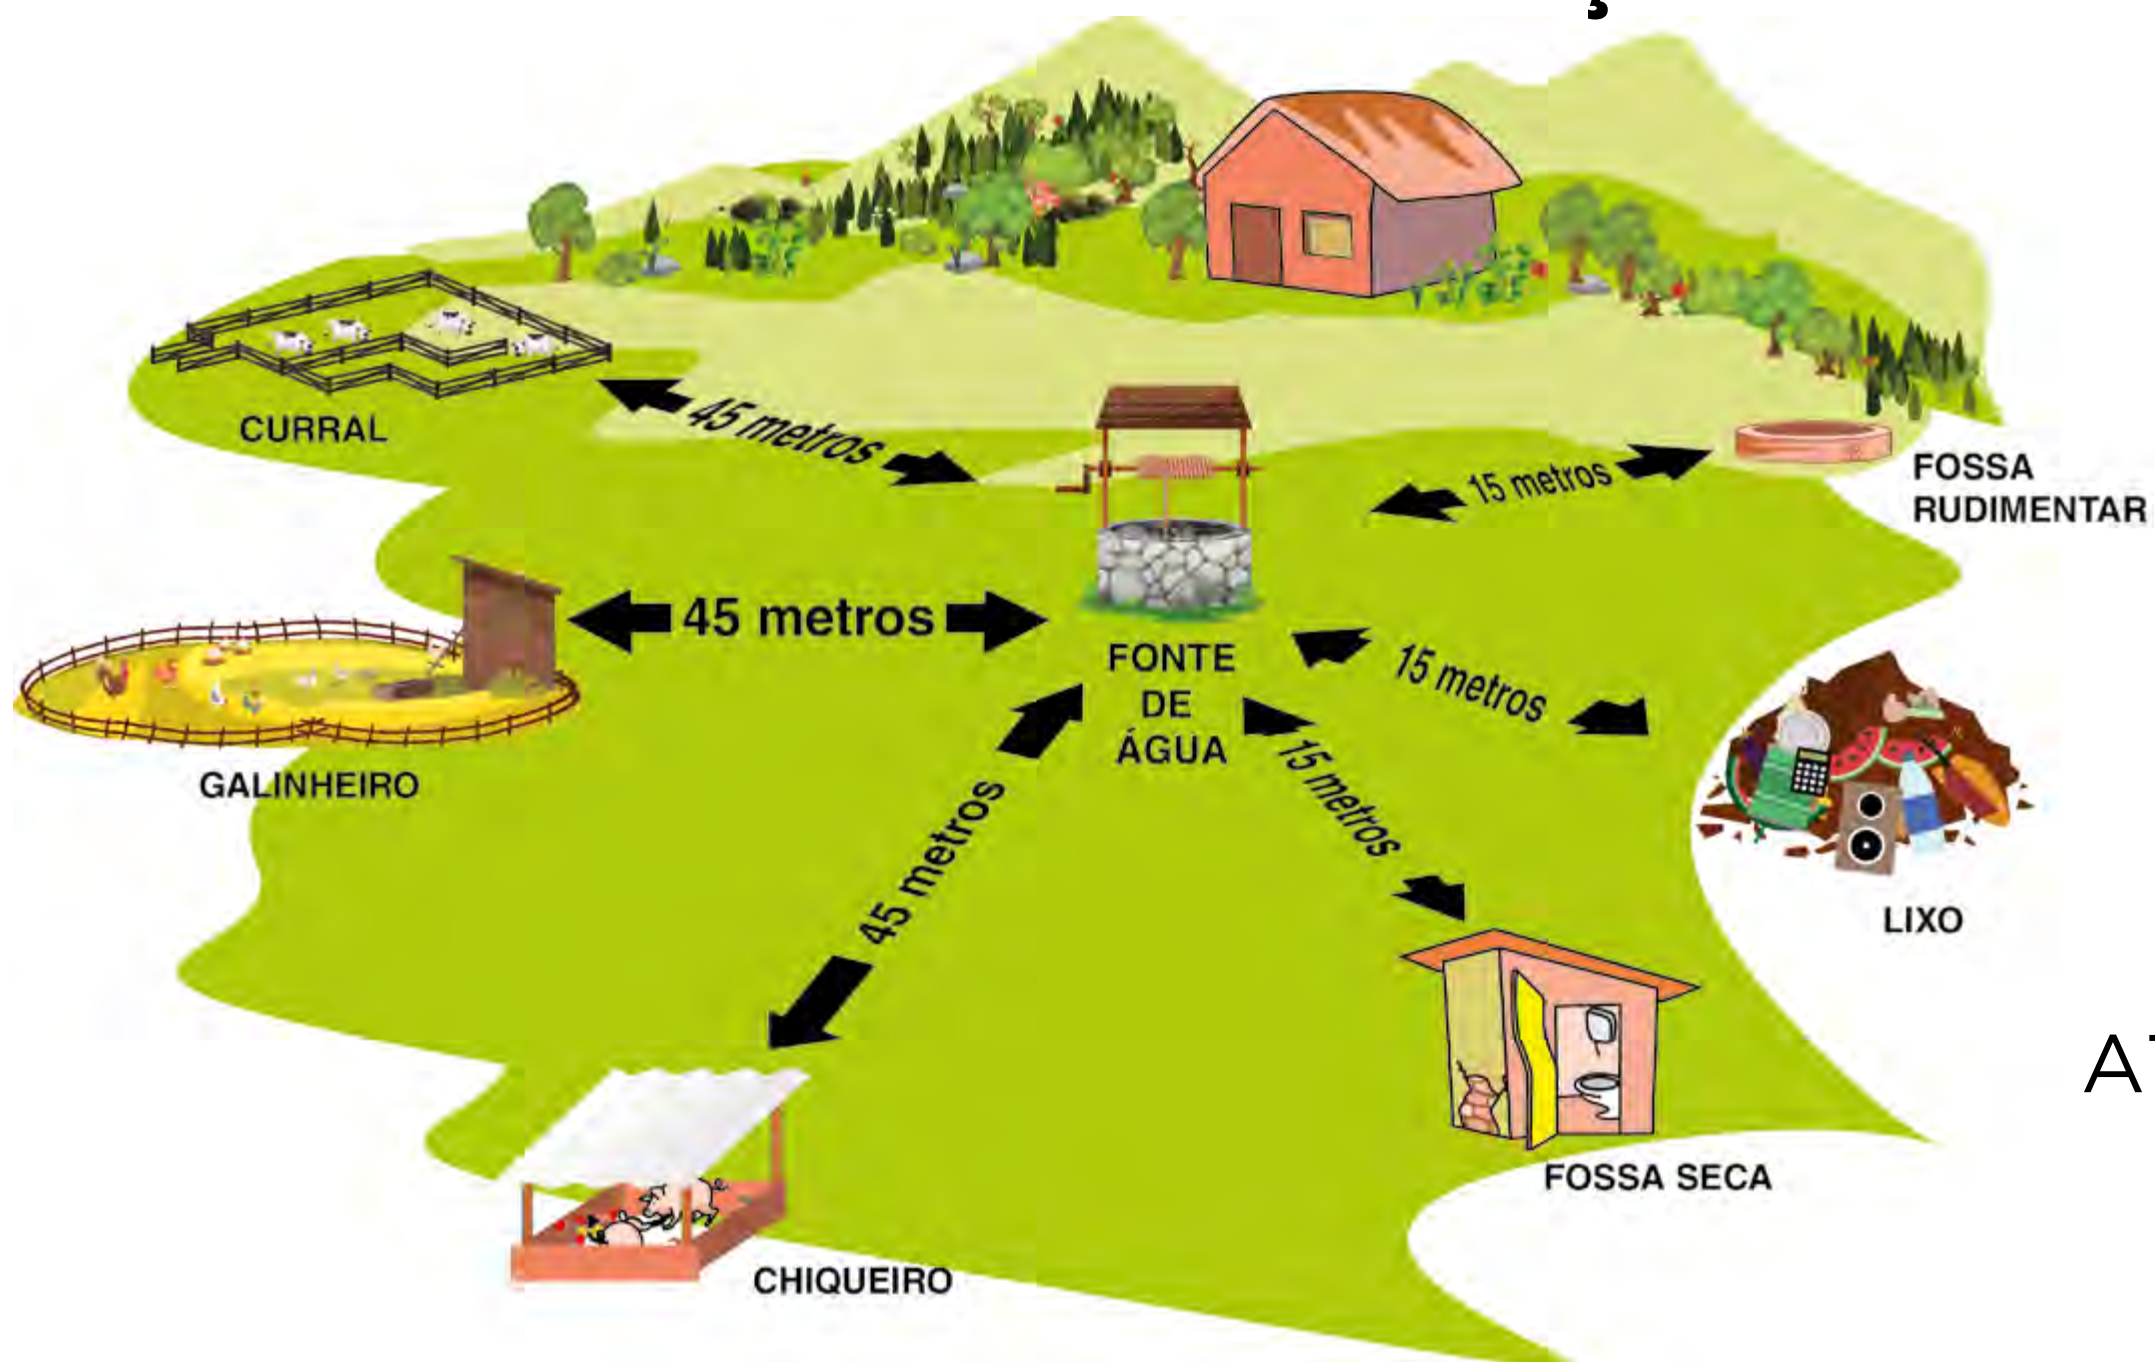 CURRAL
45 metros
15 metros
FOSSA
RUDIMENTAR
45 metros
FONTE
DE
ÁGUA
15 metros
GALINHEIRO
45 metros
15 metros
LIXO
FOSSA SECA
CHIQUEIRO